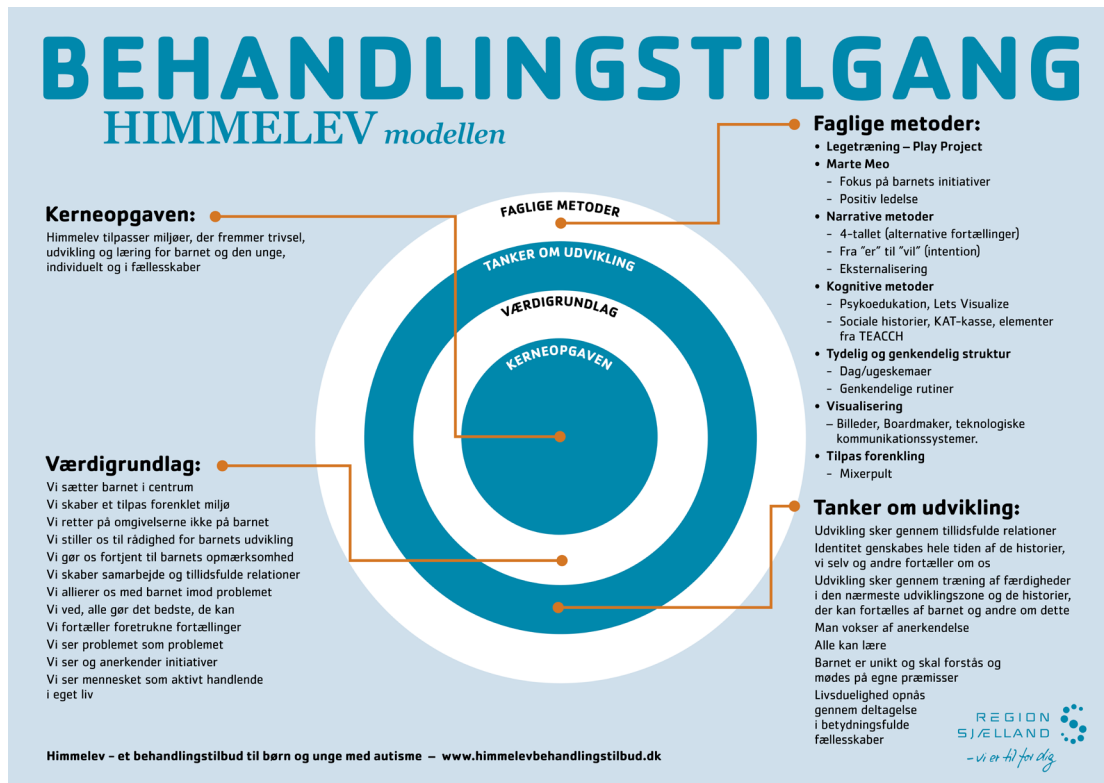 BEHANDLINGSTILGANG
HIMMELEV modellen
Kerneopgaven:
Himmelev tilpasser miljøer, der fremmer trivsel,
udvikling og læring for barnet og den unge,
individuelt og i fællesskaber
Værdigrundlag:
Vi sætter barnet i centrum
Vi skaber et tilpas forenklet miljø
Vi retter på omgivelserne ikke på barnet
Vi stiller os til rådighed for barnets udvikling
Vi gør os fortjent til barnets opmærksomhed
Vi skaber samarbejde og tillidsfulde relationer
Vi allierer os med barnet imod problemet
Vi ved, alle gør det bedste, de kan
Vi fortæller foretrukne fortællinger
Vi ser problemet som problemet
Vi ser og anerkender initiativer
Vi ser mennesket som aktivt handlende
i eget liv
FAGLIGE METODER
TANKER OM UDVIKLING
VÆRDIGRUNDLAG
KERNEOPGAVEN
Faglige metoder:
• Legetræning – Play Project
• Marte Meo
- Fokus på barnets initiativer
- Positiv ledelse
• Narrative metoder
- 4-tallet (alternative fortællinger)
- Fra "er" til "vil" (intention)
- Eksternalisering
• Kognitive metoder
- Psykoedukation, Lets Visualize
- Sociale historier, KAT-kasse, elementer
fra TEACCH
• Tydelig og genkendelig struktur
- Dag/ugeskemaer
- Genkendelige rutiner
• Visualisering
– Billeder, Boardmaker, teknologiske
kommunikationssystemer.
• Tilpas forenkling
- Mixerpult
Tanker om udvikling:
Udvikling sker gennem tillidsfulde relationer
Identitet genskabes hele tiden af de historier,
vi selv og andre fortæller om os
Udvikling sker gennem træning af færdigheder
i den nærmeste udviklingszone og de historier,
der kan fortælles af barnet og andre om dette
Man vokser af anerkendelse
Alle kan lære
Barnet er unikt og skal forstås og
mødes på egne præmisser
Livsduelighed opnås
gennem deltagelse
i betydningsfulde
fællesskaber
Himmelev – et behandlingstilbud til børn og unge med autisme – www.himmelevbehandlingstilbud.dk
REGION
SJÆLLAND
- vi er til for dig